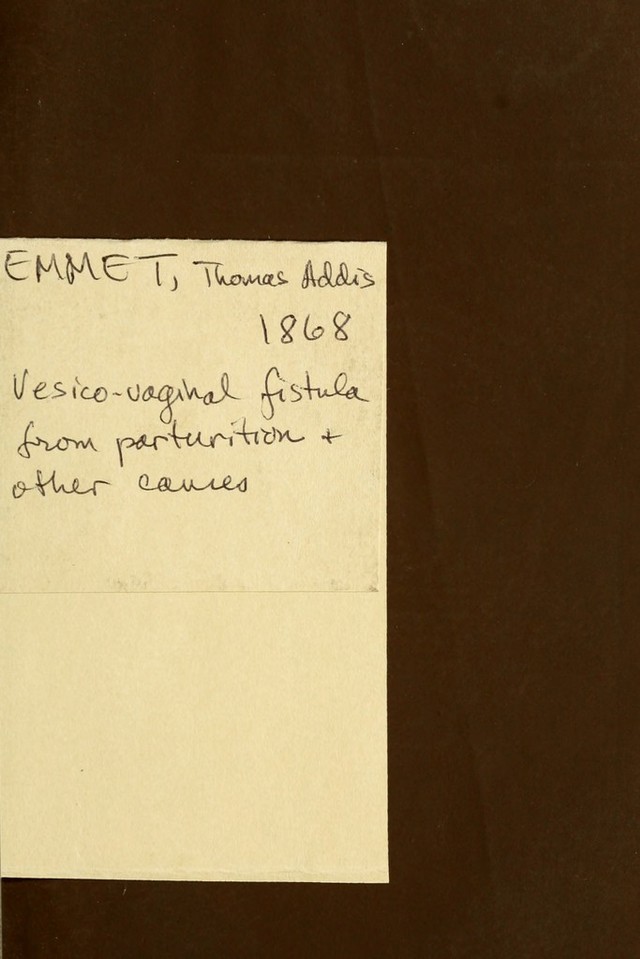 EMMET, Thomas Addis
1868
Vesico-vaginal fistula
from parturition +
other causes